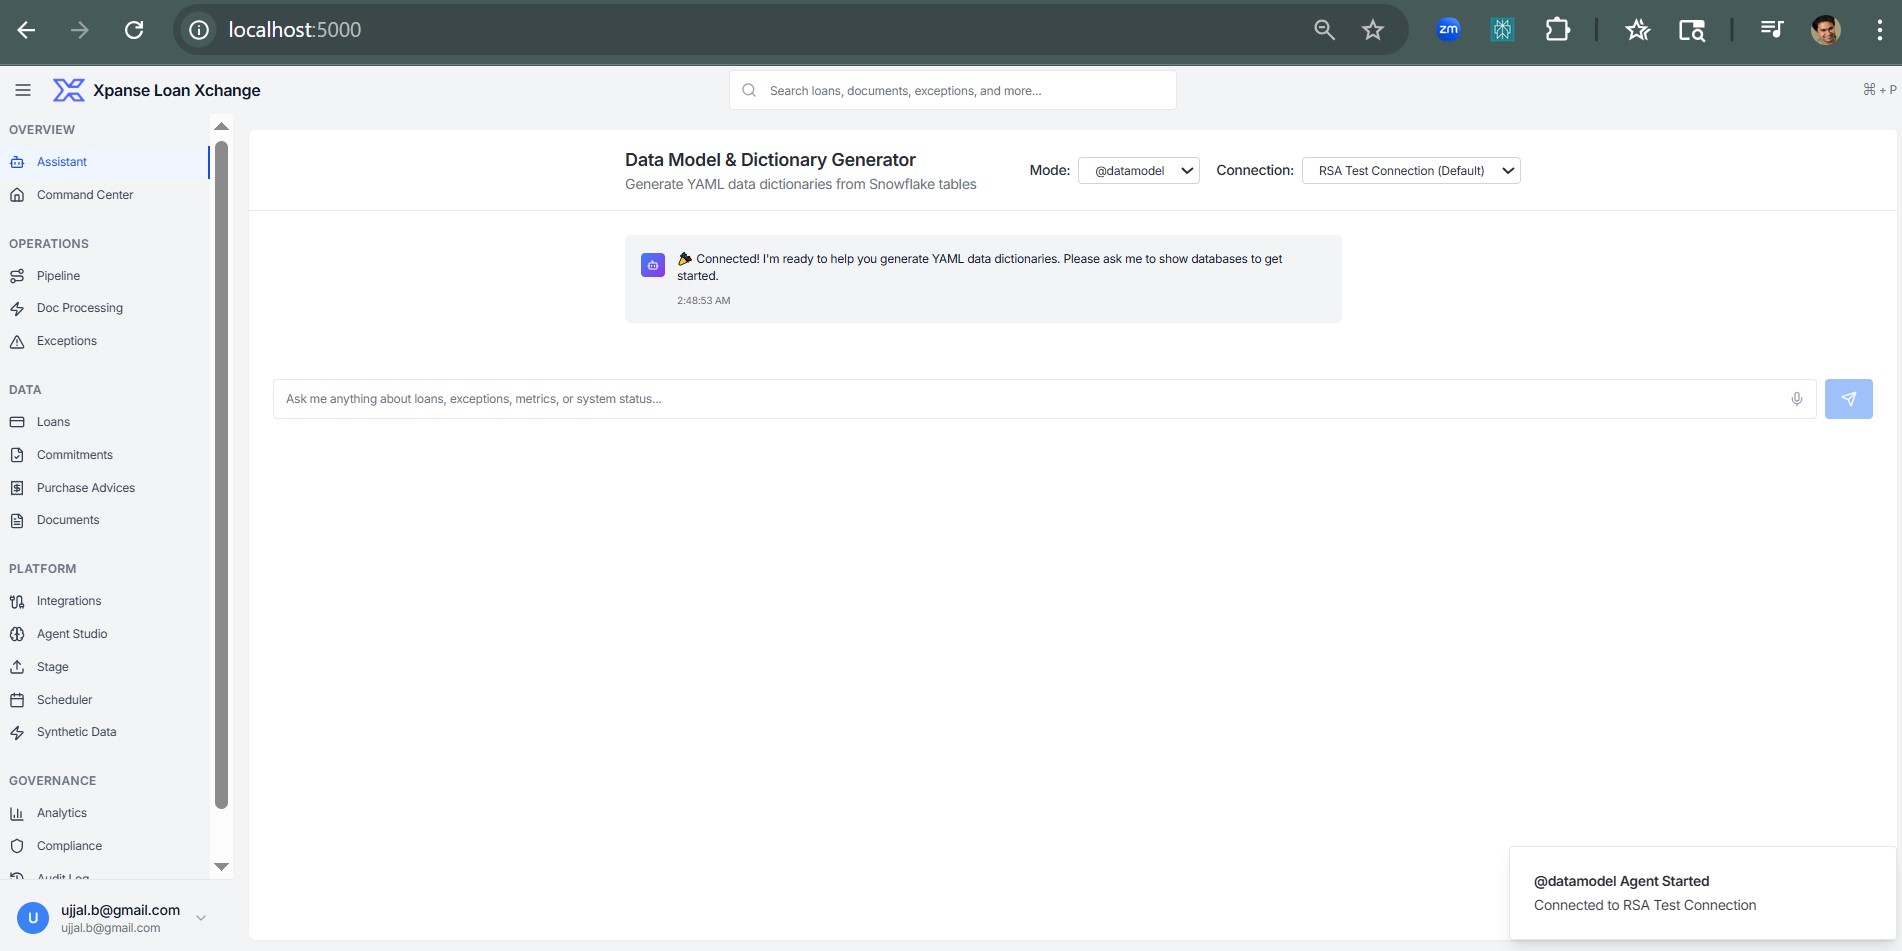 localhost:5000
zm
Xpanse Loan Xchange
Search loans, documents, exceptions, and more...
⌘ + P
OVERVIEW
Assistant
Command Center
OPERATIONS
Pipeline
Doc Processing
Exceptions
DATA
Loans
Commitments
Purchase Advices
Documents
PLATFORM
Integrations
Agent Studio
Stage
Scheduler
Synthetic Data
GOVERNANCE
Analytics
Compliance
Audit Log
U
ujjal.b@gmail.com
ujjal.b@gmail.com
Data Model & Dictionary Generator
Generate YAML data dictionaries from Snowflake tables
Mode: @datamodel Connection: RSA Test Connection (Default)
🎉 Connected! I'm ready to help you generate YAML data dictionaries. Please ask me to show databases to get
started.
2:48:53 AM
Ask me anything about loans, exceptions, metrics, or system status...
@datamodel Agent Started
Connected to RSA Test Connection